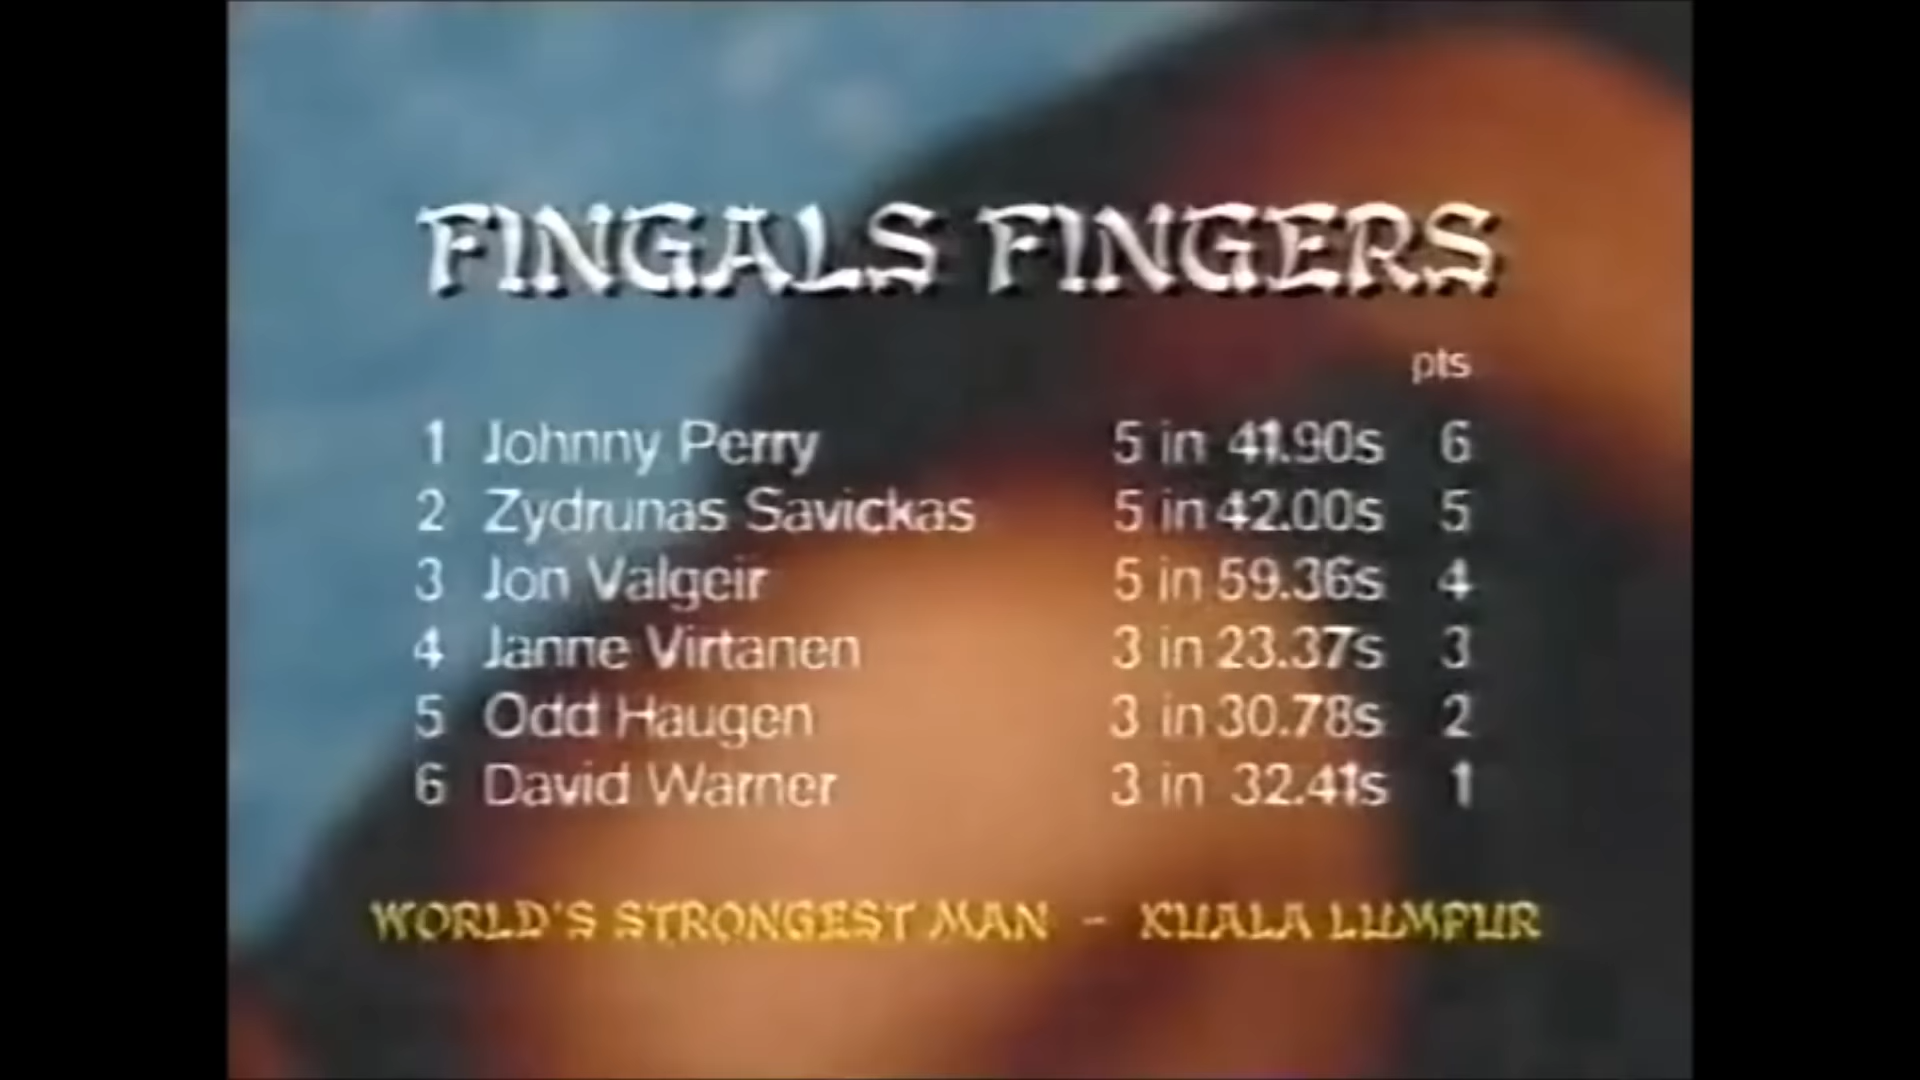 FINGALS FINGERS
pts
1 Johnny Perry 5 in 41.90s 6
2 Zydrunas Savickas 5 in 42.00s 5
3 Jon Valgeir 5 in 59.36s 4
4 Janne Virtanen 3 in 23.37s 3
5 Odd Haugen 3 in 30.78s 2
6 David Warner 3 in 32.41s 1
WORLD'S STRONGEST MAN - KUALA LUMPUR